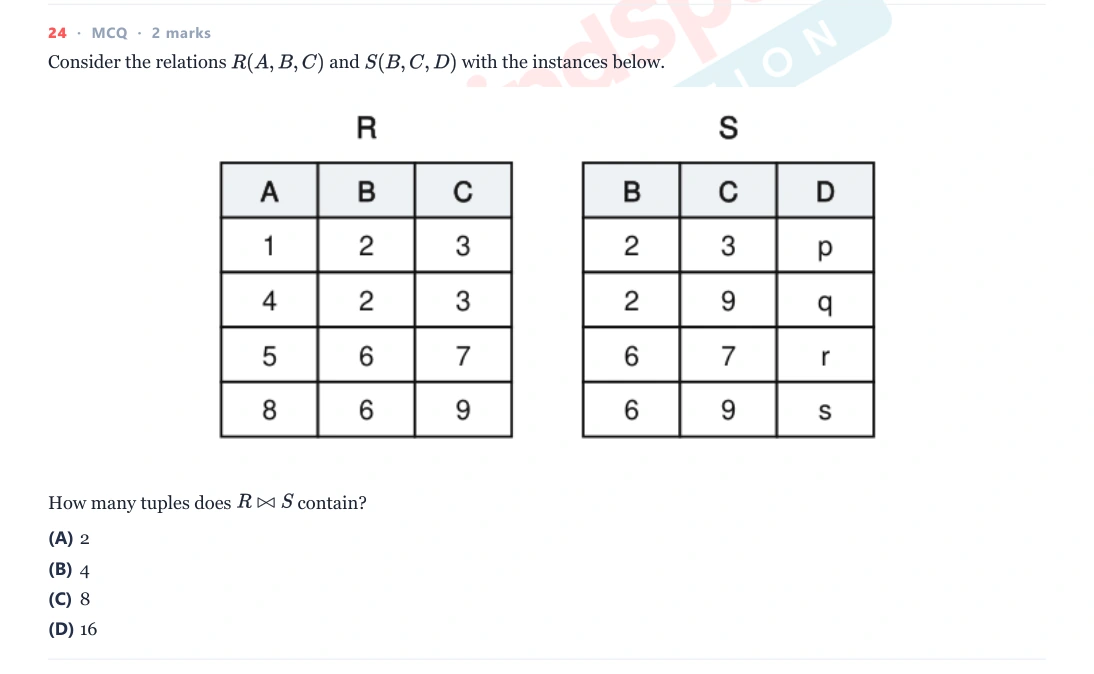 24 · MCQ · 2 marks
Consider the relations R(A, B, C) and S(B, C, D) with the instances below.
R
A B C
1 2 3
4 2 3
5 6 7
8 6 9
S
B C D
2 3 p
2 9 q
6 7 r
6 9 s
How many tuples does R ⋈ S contain?
(A) 2
(B) 4
(C) 8
(D) 16